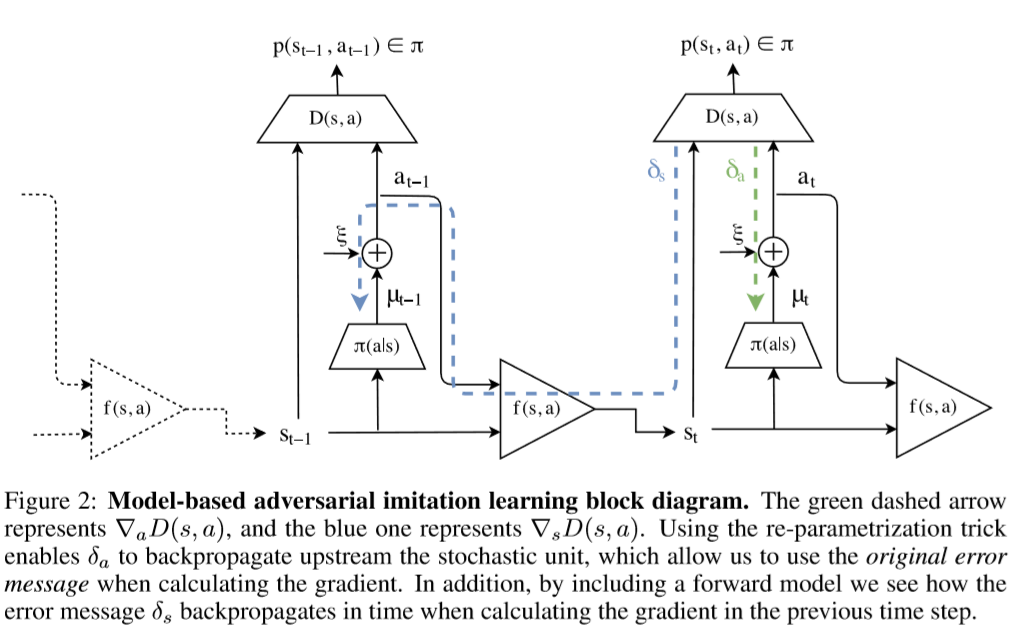 p(sₜ₋₁, aₜ₋₁) ∈ π
p(sₜ, aₜ) ∈ π
D(s, a)
D(s, a)
δₛ
δₐ
aₜ₋₁
aₜ
ξ
+
ξ
+
μₜ₋₁
μₜ
π(a|s)
π(a|s)
f(s, a)
f(s, a)
f(s, a)
sₜ₋₁
sₜ
Figure 2: Model-based adversarial imitation learning block diagram. The green dashed arrow
represents ∇ₐD(s, a), and the blue one represents ∇ₛD(s, a). Using the re-parametrization trick
enables δₐ to backpropagate upstream the stochastic unit, which allow us to use the original error
message when calculating the gradient. In addition, by including a forward model we see how the
error message δₛ backpropagates in time when calculating the gradient in the previous time step.